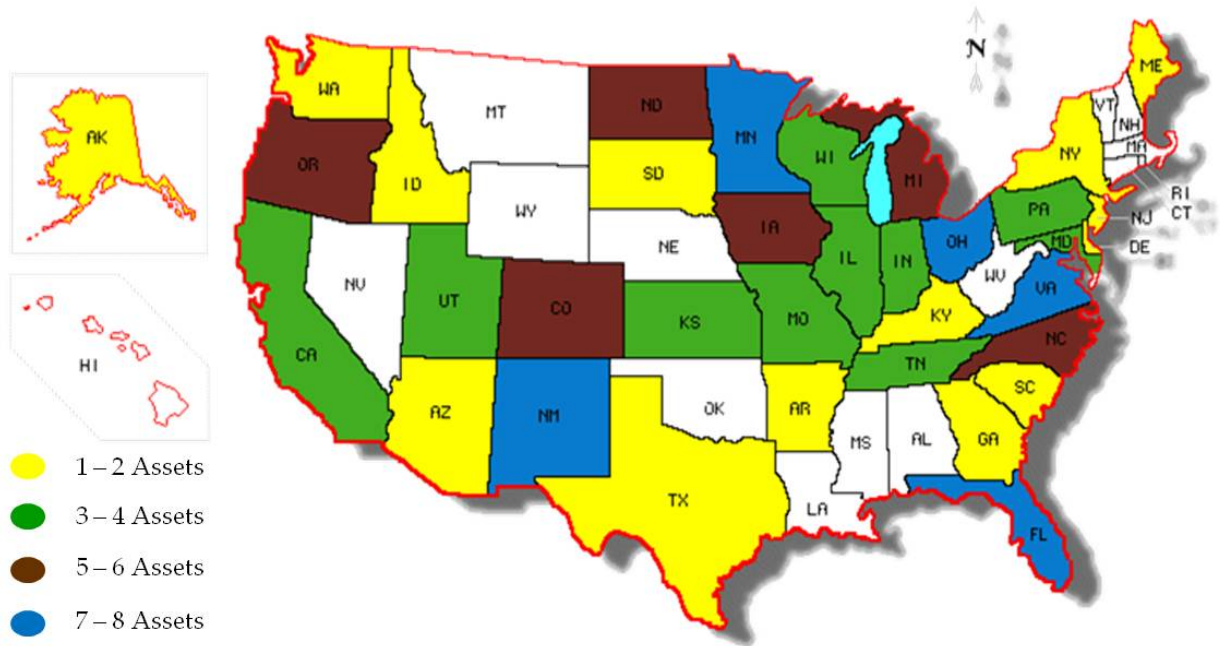 N
ME
WA
MT
ND
MN
VT
NH
AK
OR
ID
SD
WI
MI
NY
MA
WY
RI
CT
IA
PA
NJ
NE
OH
MD
DE
NV
UT
IL
IN
WV
VA
CO
KS
MO
KY
CA
NC
HI
TN
SC
AZ
NM
OK
AR
MS
AL
GA
1 – 2 Assets
TX
LA
3 – 4 Assets
FL
5 – 6 Assets
7 – 8 Assets